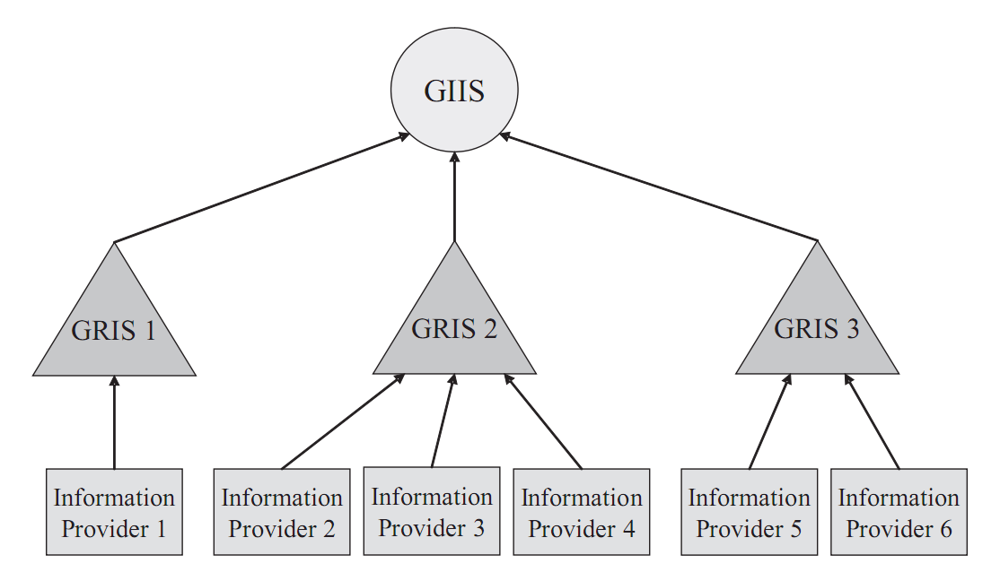 GIIS
GRIS 1
GRIS 2
GRIS 3
Information
Provider 1
Information
Provider 2
Information
Provider 3
Information
Provider 4
Information
Provider 5
Information
Provider 6